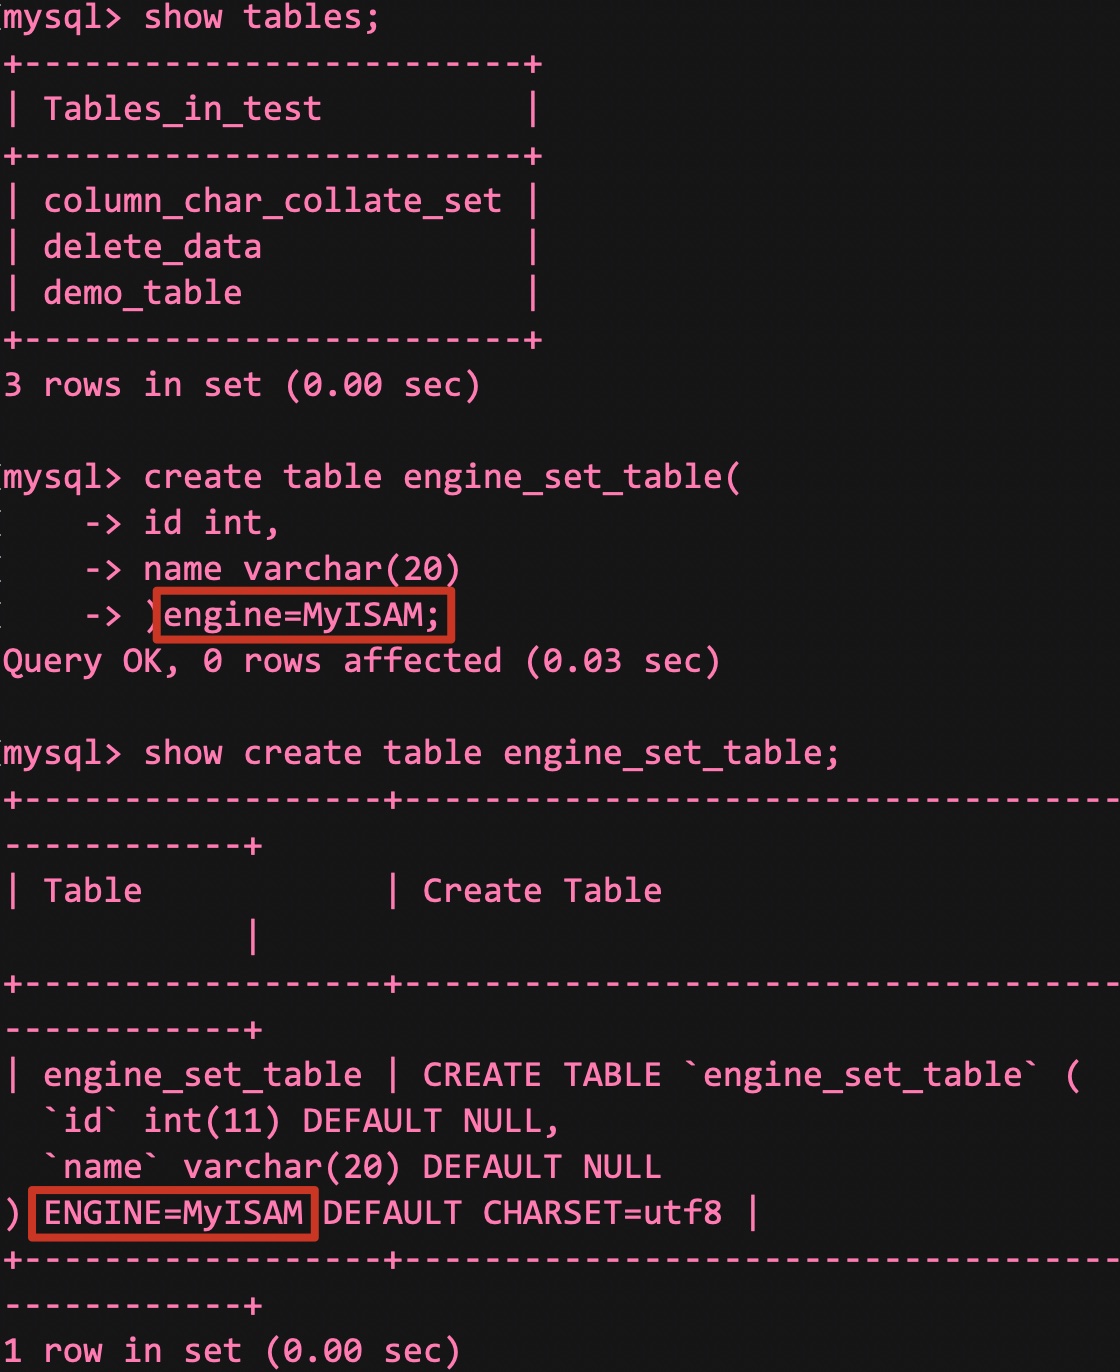 mysql> show tables;
+-------------------------+
| Tables_in_test          |
+-------------------------+
| column_char_collate_set |
| delete_data             |
| demo_table              |
+-------------------------+
3 rows in set (0.00 sec)

mysql> create table engine_set_table(
    -> id int,
    -> name varchar(20)
    -> )engine=MyISAM;
Query OK, 0 rows affected (0.03 sec)

mysql> show create table engine_set_table;
+------------------+------------------------------------
------------+
| Table            | Create Table
            |
+------------------+------------------------------------
------------+
| engine_set_table | CREATE TABLE `engine_set_table` (
  `id` int(11) DEFAULT NULL,
  `name` varchar(20) DEFAULT NULL
) ENGINE=MyISAM DEFAULT CHARSET=utf8 |
+------------------+------------------------------------
------------+
1 row in set (0.00 sec)